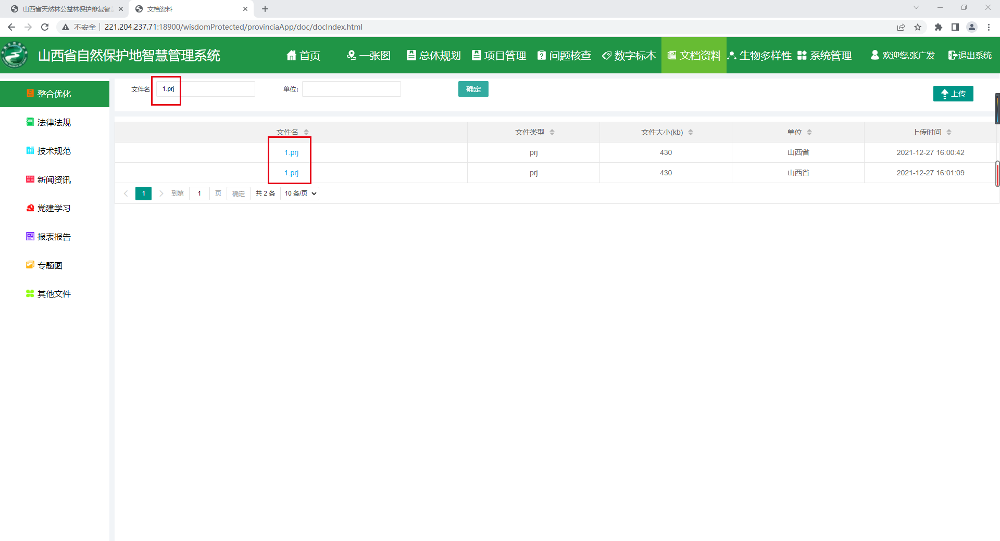 山西省天然林公益林保护修复智
文档资料
不安全 221.204.237.71:18900/wisdomProtected/provinciaApp/doc/docIndex.html
山西省自然保护地智慧管理系统 首页 一张图 总体规划 项目管理 问题核查 数字标本 文档资料 生物多样性 系统管理 欢迎您,张广发 退出系统
整合优化
法律法规
技术规范
新闻资讯
党建学习
报表报告
专题图
其他文件
文件名 1.prj 单位: 确定 上传
文件名 文件类型 文件大小(kb) 单位 上传时间
1.prj prj 430 山西省 2021-12-27 16:00:42
1.prj prj 430 山西省 2021-12-27 16:01:09
1 到第 1 页 确定 共 2 条 10 条/页